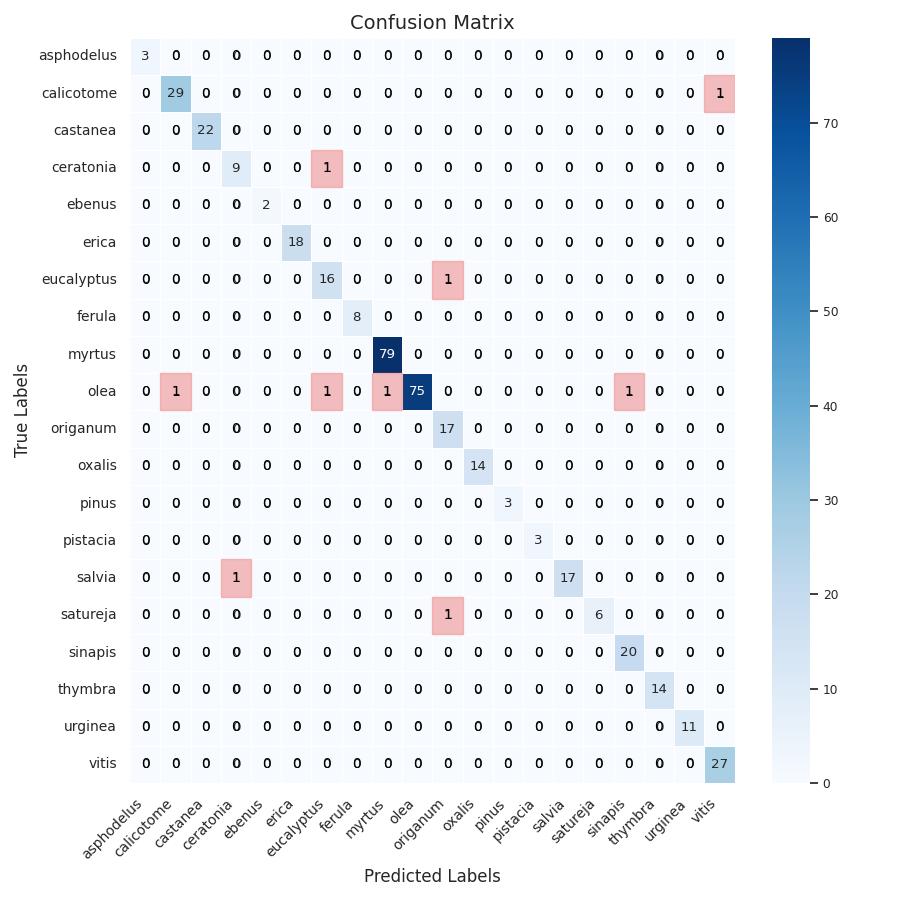 Confusion Matrix
True Labels
asphodelus 3 0 0 0 0 0 0 0 0 0 0 0 0 0 0 0 0 0 0 0
calicotome 0 29 0 0 0 0 0 0 0 0 0 0 0 0 0 0 0 0 0 1
castanea 0 0 22 0 0 0 0 0 0 0 0 0 0 0 0 0 0 0 0 0
ceratonia 0 0 0 9 0 0 1 0 0 0 0 0 0 0 0 0 0 0 0 0
ebenus 0 0 0 0 2 0 0 0 0 0 0 0 0 0 0 0 0 0 0 0
erica 0 0 0 0 0 18 0 0 0 0 0 0 0 0 0 0 0 0 0 0
eucalyptus 0 0 0 0 0 0 16 0 0 0 1 0 0 0 0 0 0 0 0 0
ferula 0 0 0 0 0 0 0 8 0 0 0 0 0 0 0 0 0 0 0 0
myrtus 0 0 0 0 0 0 0 0 79 0 0 0 0 0 0 0 0 0 0 0
olea 0 1 0 0 0 0 1 0 1 75 0 0 0 0 0 0 1 0 0 0
origanum 0 0 0 0 0 0 0 0 0 0 17 0 0 0 0 0 0 0 0 0
oxalis 0 0 0 0 0 0 0 0 0 0 0 14 0 0 0 0 0 0 0 0
pinus 0 0 0 0 0 0 0 0 0 0 0 0 3 0 0 0 0 0 0 0
pistacia 0 0 0 0 0 0 0 0 0 0 0 0 0 3 0 0 0 0 0 0
salvia 0 0 0 1 0 0 0 0 0 0 0 0 0 0 17 0 0 0 0 0
satureja 0 0 0 0 0 0 0 0 0 0 1 0 0 0 0 6 0 0 0 0
sinapis 0 0 0 0 0 0 0 0 0 0 0 0 0 0 0 0 20 0 0 0
thymbra 0 0 0 0 0 0 0 0 0 0 0 0 0 0 0 0 0 14 0 0
urginea 0 0 0 0 0 0 0 0 0 0 0 0 0 0 0 0 0 0 11 0
vitis 0 0 0 0 0 0 0 0 0 0 0 0 0 0 0 0 0 0 0 27
asphodelus calicotome castanea ceratonia ebenus erica eucalyptus ferula myrtus olea origanum oxalis pinus pistacia salvia satureja sinapis thymbra urginea vitis
Predicted Labels
70
60
50
40
30
20
10
0